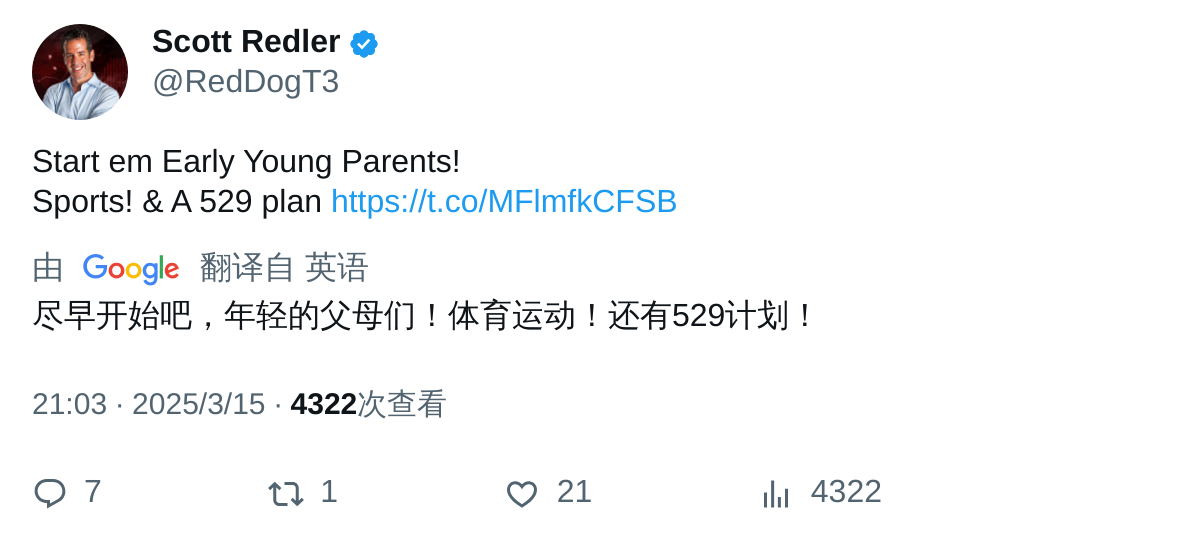 Scott Redler
@RedDogT3
Start em Early Young Parents!
Sports! & A 529 plan https://t.co/MFlmfkCFSB
由 Google 翻译自 英语
尽早开始吧，年轻的父母们！体育运动！还有529计划！
21:03 · 2025/3/15 · 4322次查看
7 1 21 4322